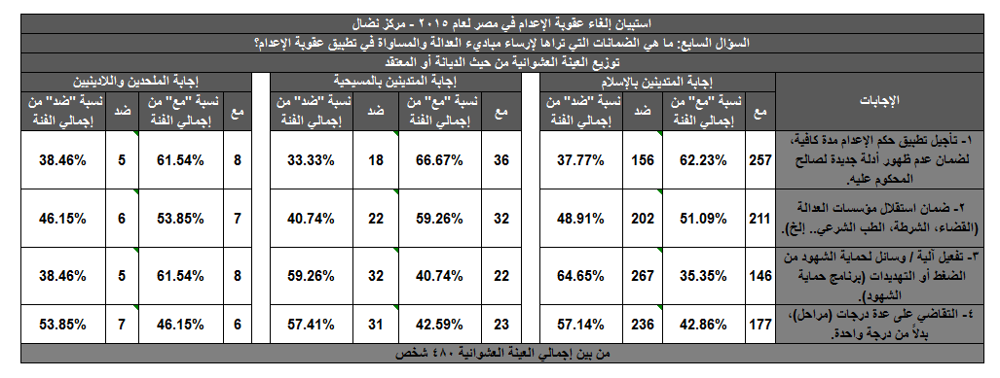 استبيان إلغاء عقوبة الإعدام في مصر لعام ٢٠١٥ - مركز نضال
السؤال السابع: ما هي الضمانات التي تراها لإرساء مباديء العدالة والمساواة في تطبيق عقوبة الإعدام؟
توزيع العينة العشوائية من حيث الديانة أو المعتقد
الإجابات
إجابة المتدينين بالإسلام
إجابة المتدينين بالمسيحية
إجابة الملحدين واللادينيين
مع
نسبة "مع" من
إجمالي الفئة
ضد
نسبة "ضد" من
إجمالي الفئة
مع
نسبة "مع" من
إجمالي الفئة
ضد
نسبة "ضد" من
إجمالي الفئة
مع
نسبة "مع" من
إجمالي الفئة
ضد
نسبة "ضد" من
إجمالي الفئة
١- تأجيل تطبيق حكم الإعدام مدة كافية،
لضمان عدم ظهور أدلة جديدة لصالح
المحكوم عليه.
257 62.23% 156 37.77% 36 66.67% 18 33.33% 8 61.54% 5 38.46%
٢- ضمان استقلال مؤسسات العدالة
(القضاء، الشرطة، الطب الشرعي.. إلخ).
211 51.09% 202 48.91% 32 59.26% 22 40.74% 7 53.85% 6 46.15%
٣- تفعيل آلية / وسائل لحماية الشهود من
الضغط أو التهديدات (برنامج حماية
الشهود).
146 35.35% 267 64.65% 22 40.74% 32 59.26% 8 61.54% 5 38.46%
٤- التقاضي على عدة درجات (مراحل)،
بدلاً من درجة واحدة.
177 42.86% 236 57.14% 23 42.59% 31 57.41% 6 46.15% 7 53.85%
من بين إجمالي العينة العشوائية ٤٨٠ شخص